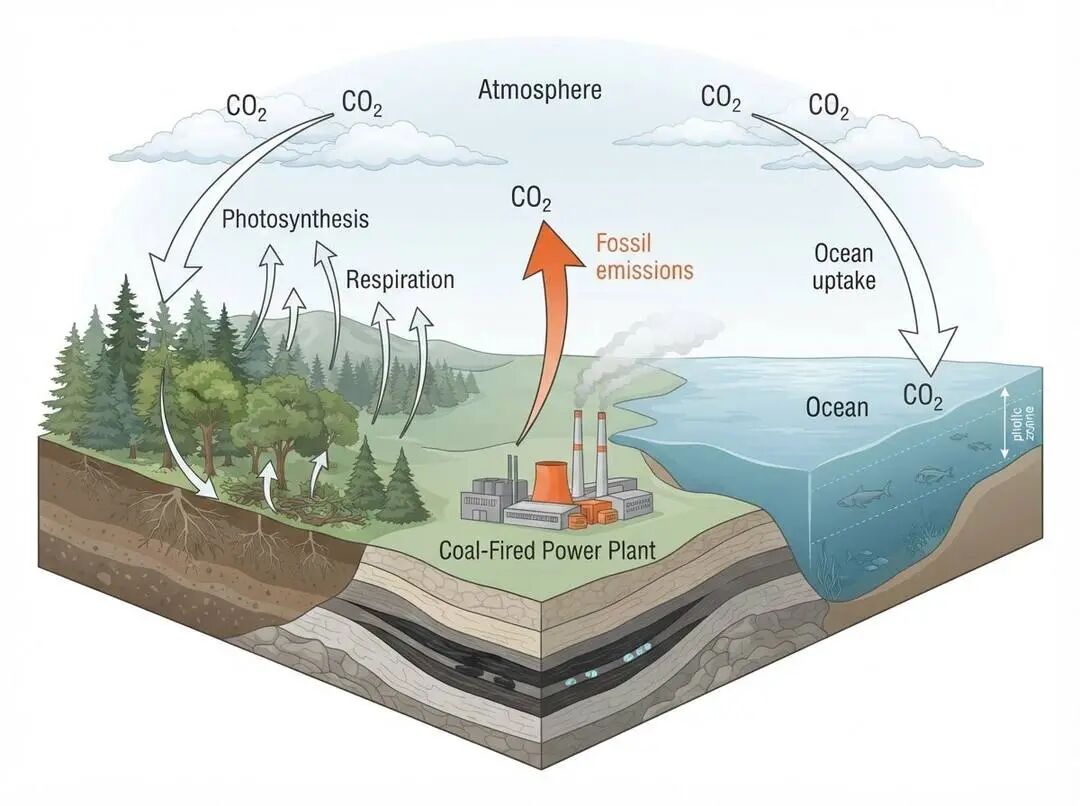 Atmosphere
CO₂
CO₂
CO₂
CO₂
CO₂
Photosynthesis
Respiration
Fossil
emissions
Ocean
uptake
Ocean
CO₂
Coal-Fired Power Plant